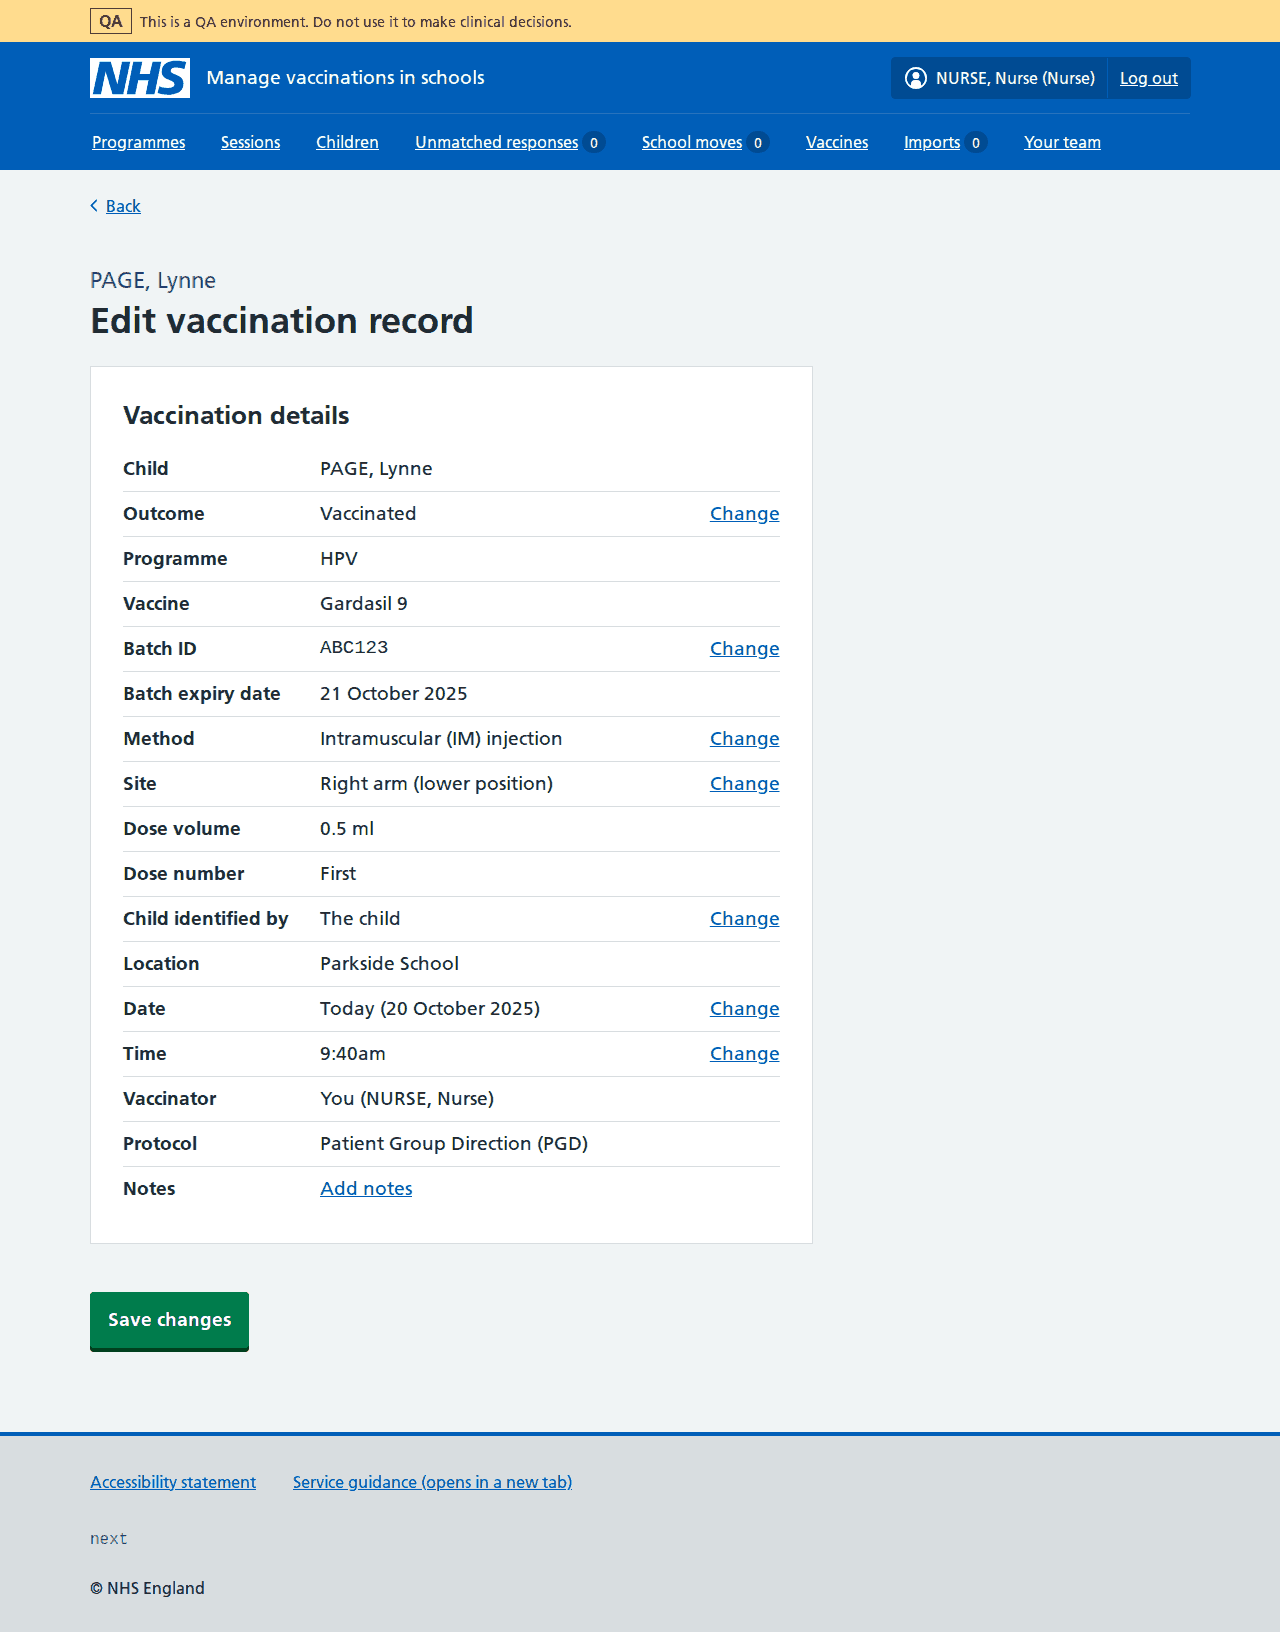 QA This is a QA environment. Do not use it to make clinical decisions.
NHS Manage vaccinations in schools NURSE, Nurse (Nurse) Log out
Programmes Sessions Children Unmatched responses 0 School moves 0 Vaccines Imports 0 Your team
Back
PAGE, Lynne
Edit vaccination record
Vaccination details
Child PAGE, Lynne
Outcome Vaccinated Change
Programme HPV
Vaccine Gardasil 9
Batch ID ABC123 Change
Batch expiry date 21 October 2025
Method Intramuscular (IM) injection Change
Site Right arm (lower position) Change
Dose volume 0.5 ml
Dose number First
Child identified by The child Change
Location Parkside School
Date Today (20 October 2025) Change
Time 9:40am Change
Vaccinator You (NURSE, Nurse)
Protocol Patient Group Direction (PGD)
Notes Add notes
Save changes
Accessibility statement Service guidance (opens in a new tab)
next
© NHS England